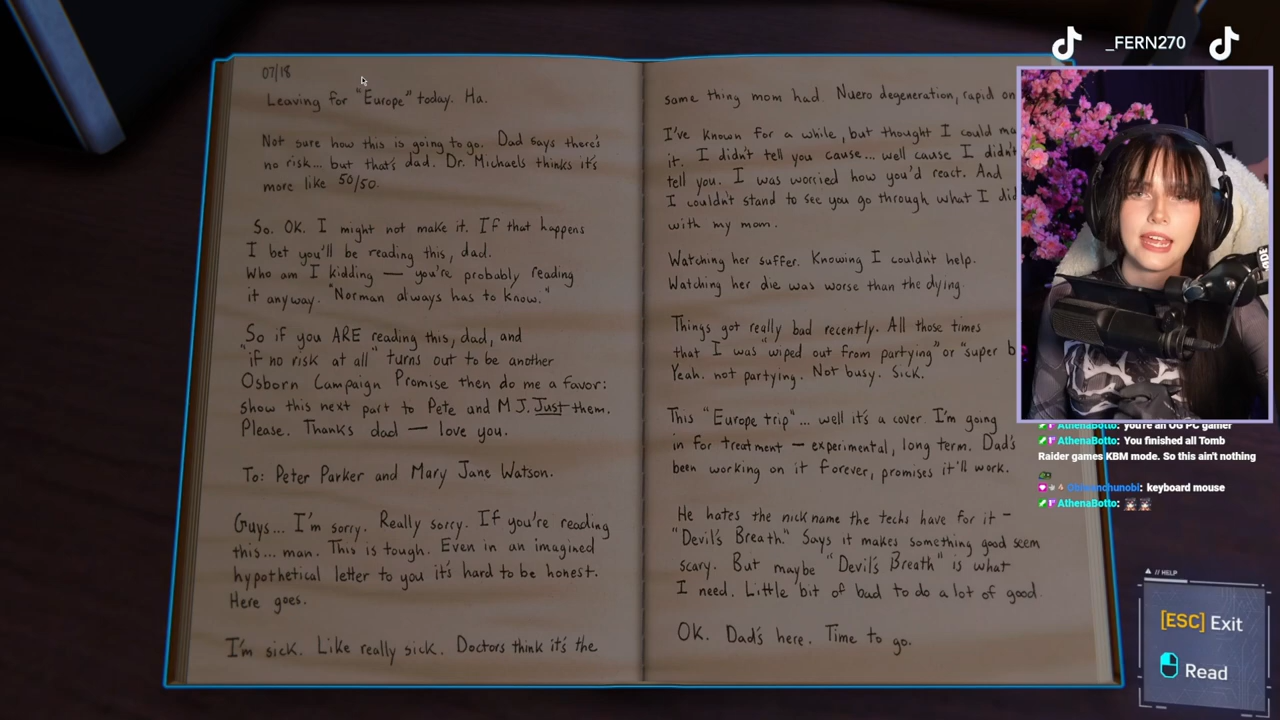 07/18
Leaving for "Europe" today. Ha.
Not sure how this is going to go. Dad says there's
no risk... but that's dad. Dr. Michaels thinks it's
more like 50/50.
So. OK. I might not make it. If that happens
I bet you'll be reading this, dad.
Who am I kidding — you're probably reading
it anyway. "Norman always has to know."
So if you ARE reading this, dad, and
"if no risk at all" turns out to be another
Osborn Campaign Promise then do me a favor:
show this next part to Pete and MJ. Just them.
Please. Thanks dad — love you.
To: Peter Parker and Mary Jane Watson.
Guys... I'm sorry. Really sorry. If you're reading
this... man. This is tough. Even in an imagined
hypothetical letter to you it's hard to be honest.
Here goes.
I'm sick. Like really sick. Doctors think it's the
same thing mom had. Nuero degeneration, rapid on
I've known for a while, but thought I could ma
it. I didn't tell you cause... well cause I didn't
tell you. I was worried how you'd react. And
I couldn't stand to see you go through what I did
with my mom.
Watching her suffer. Knowing I couldn't help.
Watching her die was worse than the dying.
Things got really bad recently. All those times
that I was "wiped out from partying" or "super b
Yeah. not partying. Not busy. Sick.
This "Europe trip"... well it's a cover. I'm going
in for treatment — experimental, long term. Dad's
been working on it forever, promises it'll work.
He hates the nickname the techs have for it –
"Devil's Breath." Says it makes something good seem
scary. But maybe "Devil's Breath" is what
I need. Little bit of bad to do a lot of good.
OK. Dad's here. Time to go.
_FERN270
AthenaBotto: you're an OG PC gamer
AthenaBotto: You finished all Tomb
Raider games KBM mode. So this ain't nothing
: keyboard mouse
AthenaBotto:
// HELP
[ESC] Exit
Read